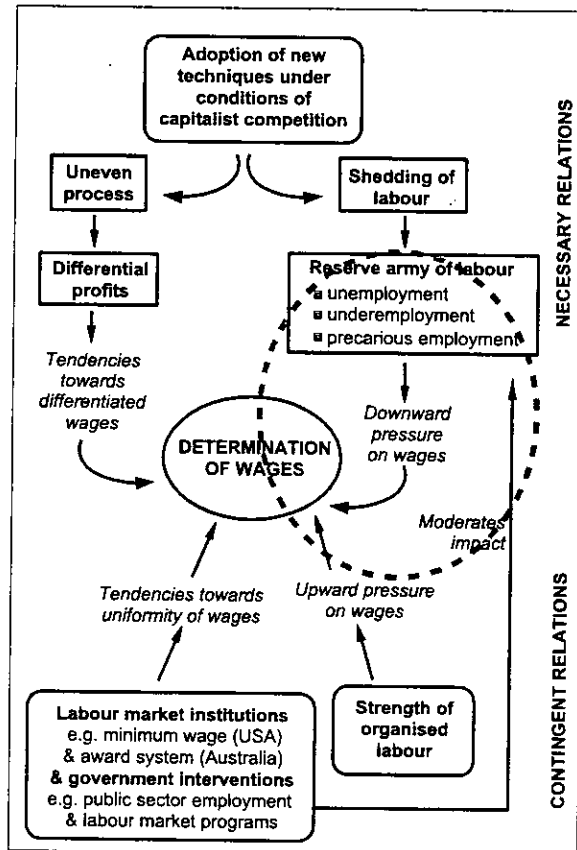 Adoption of new
techniques under
conditions of
capitalist competition
Uneven
process
Shedding of
labour
Differential
profits
Reserve army of labour
unemployment
underemployment
precarious employment
Tendencies
towards
differentiated
wages
Downward
pressure
on wages
DETERMINATION
OF WAGES
Moderates
impact
Tendencies towards
uniformity of wages
Upward pressure
on wages
Labour market institutions
e.g. minimum wage (USA)
& award system (Australia)
& government interventions
e.g. public sector employment
& labour market programs
Strength of
organised
labour
NECESSARY RELATIONS
CONTINGENT RELATIONS